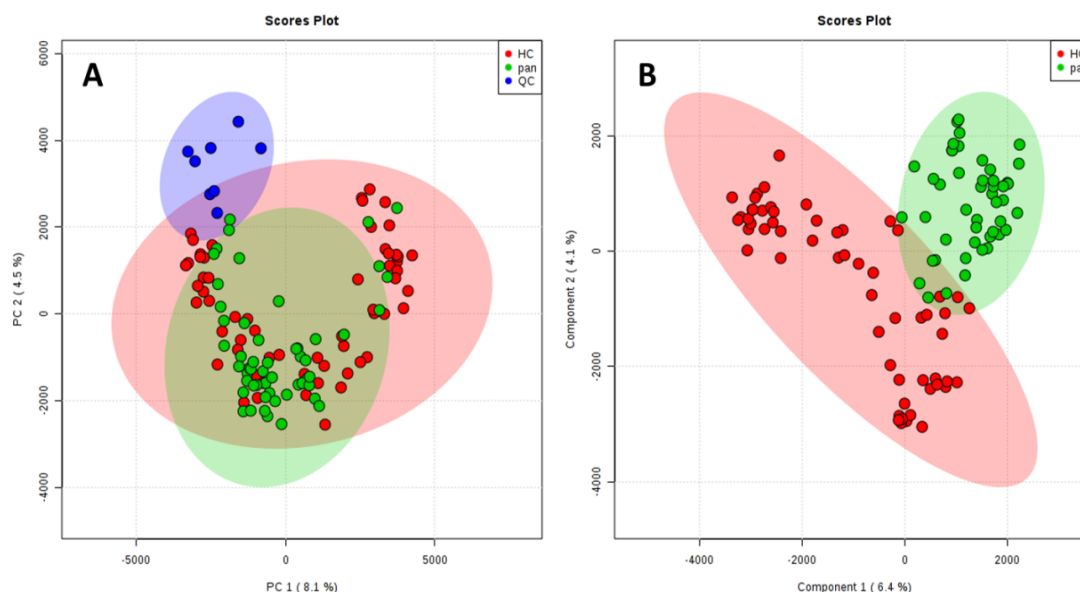 Scores Plot
A
HC
pan
QC
6000
4000
2000
0
-2000
-4000
PC 2 ( 4.5 %)
-5000
0
5000
PC 1 ( 8.1 %)
Scores Plot
B
HC
pa
2000
0
-2000
-4000
Component 2 ( 4.1 %)
-4000
-2000
0
2000
Component 1 ( 6.4 %)